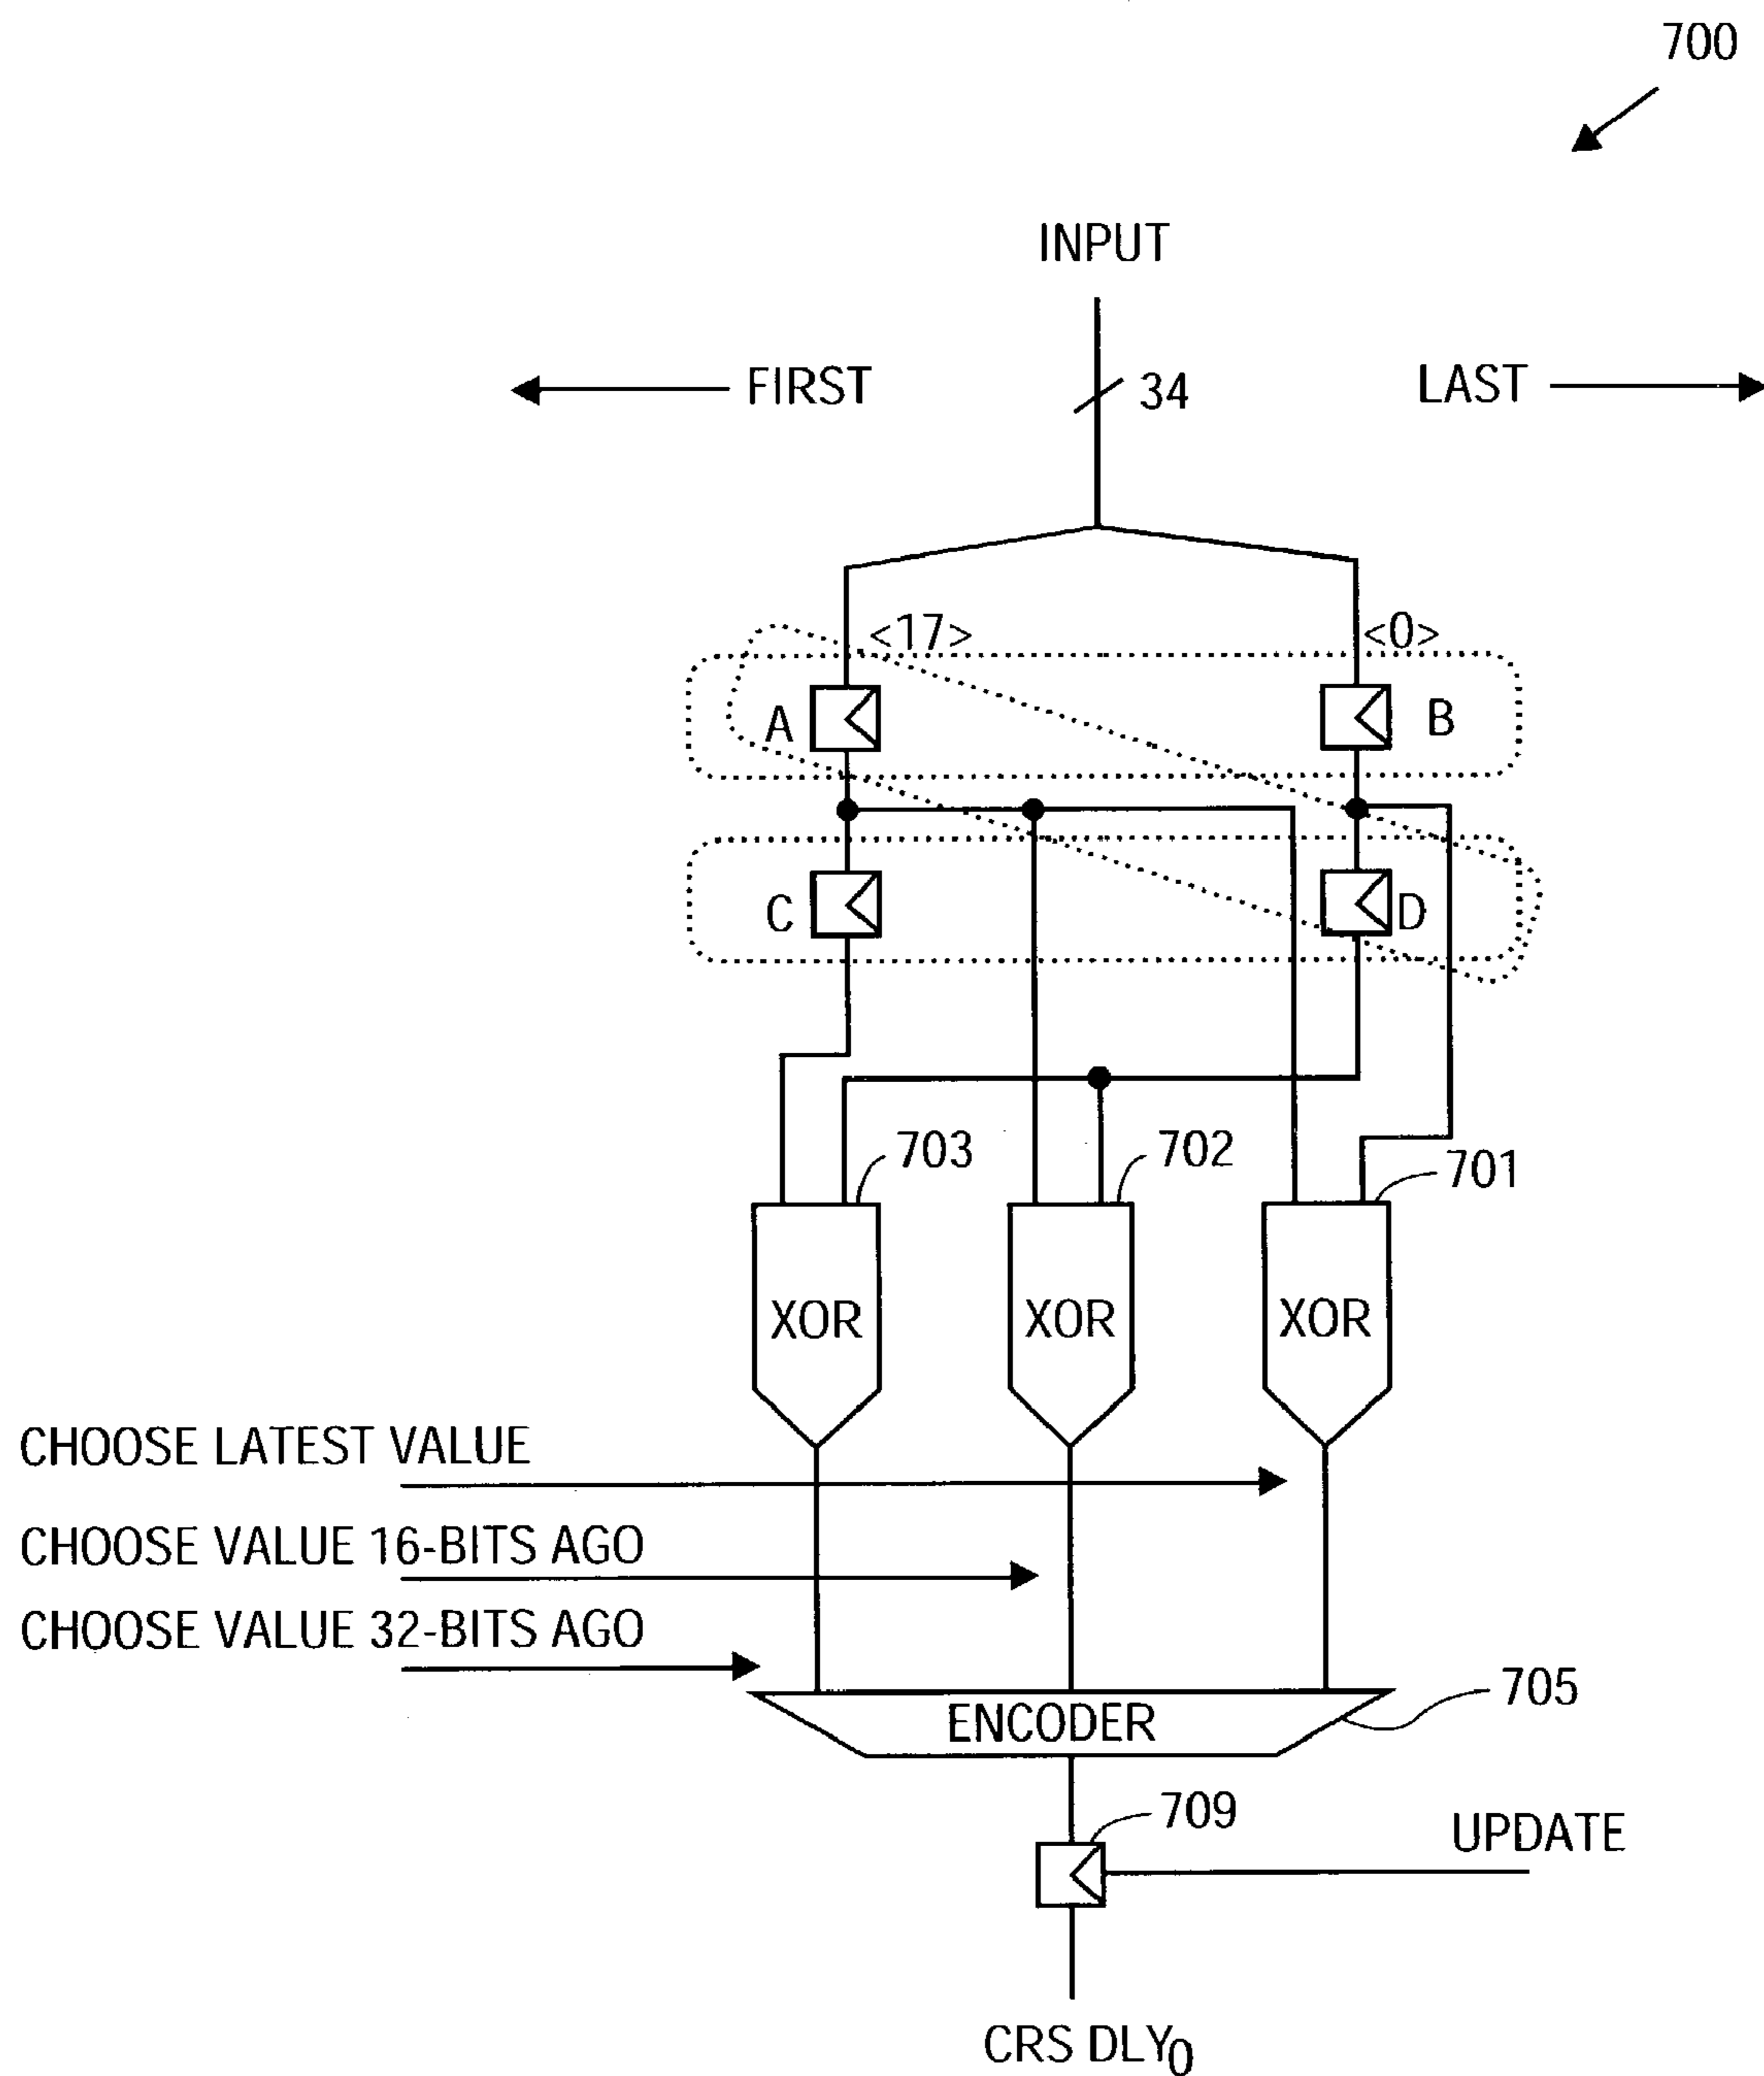 700
INPUT
FIRST
34
LAST
<17>
<0>
A
B
C
D
703
702
701
XOR
XOR
XOR
CHOOSE LATEST VALUE
CHOOSE VALUE 16-BITS AGO
CHOOSE VALUE 32-BITS AGO
705
ENCODER
709
UPDATE
CRS DLY0